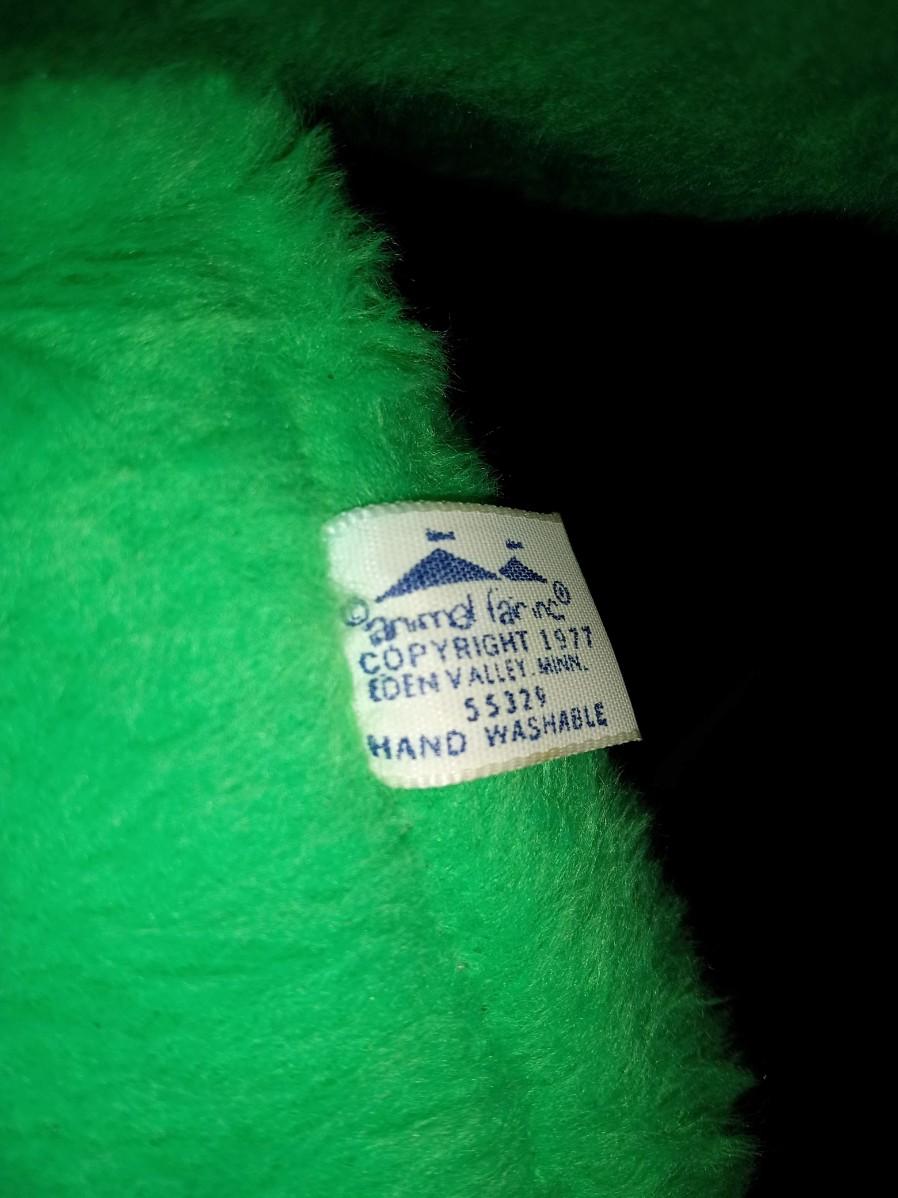 © animal fair inc.®
COPYRIGHT 1977
EDEN VALLEY, MINN.
55329
HAND WASHABLE